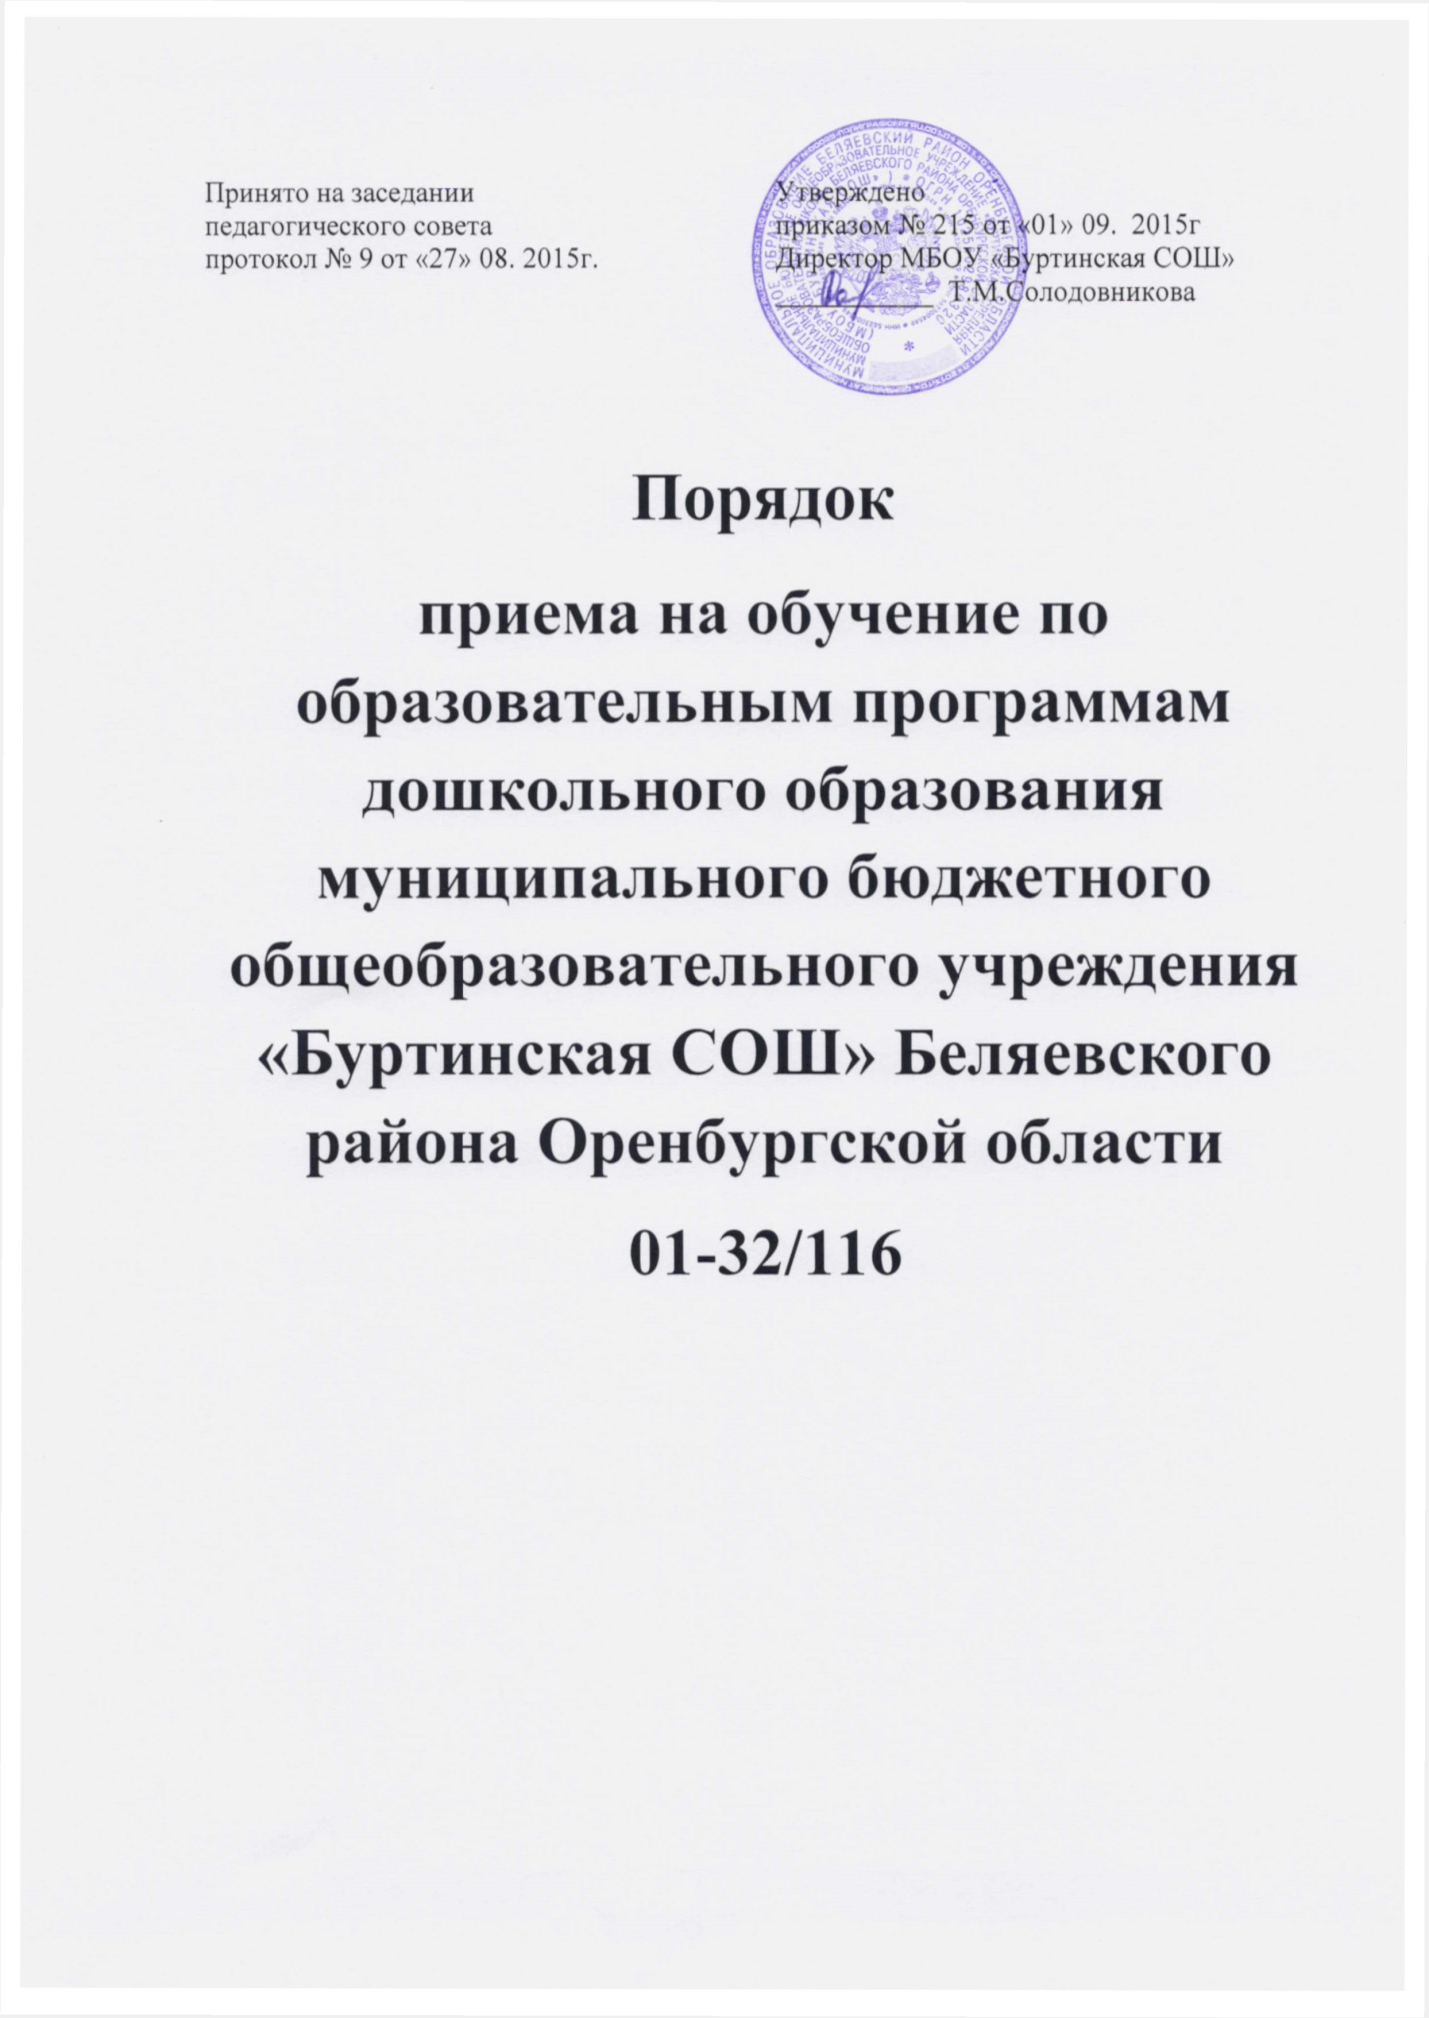 Принято на заседании
педагогического совета
протокол № 9 от «27» 08. 2015г.
Утверждено
приказом № 215 от «01» 09. 2015г
Директор МБОУ «Буртинская СОШ»
Т.М.Солодовникова
Порядок
приема на обучение по
образовательным программам
дошкольного образования
муниципального бюджетного
общеобразовательного учреждения
«Буртинская СОШ» Беляевского
района Оренбургской области
01-32/116